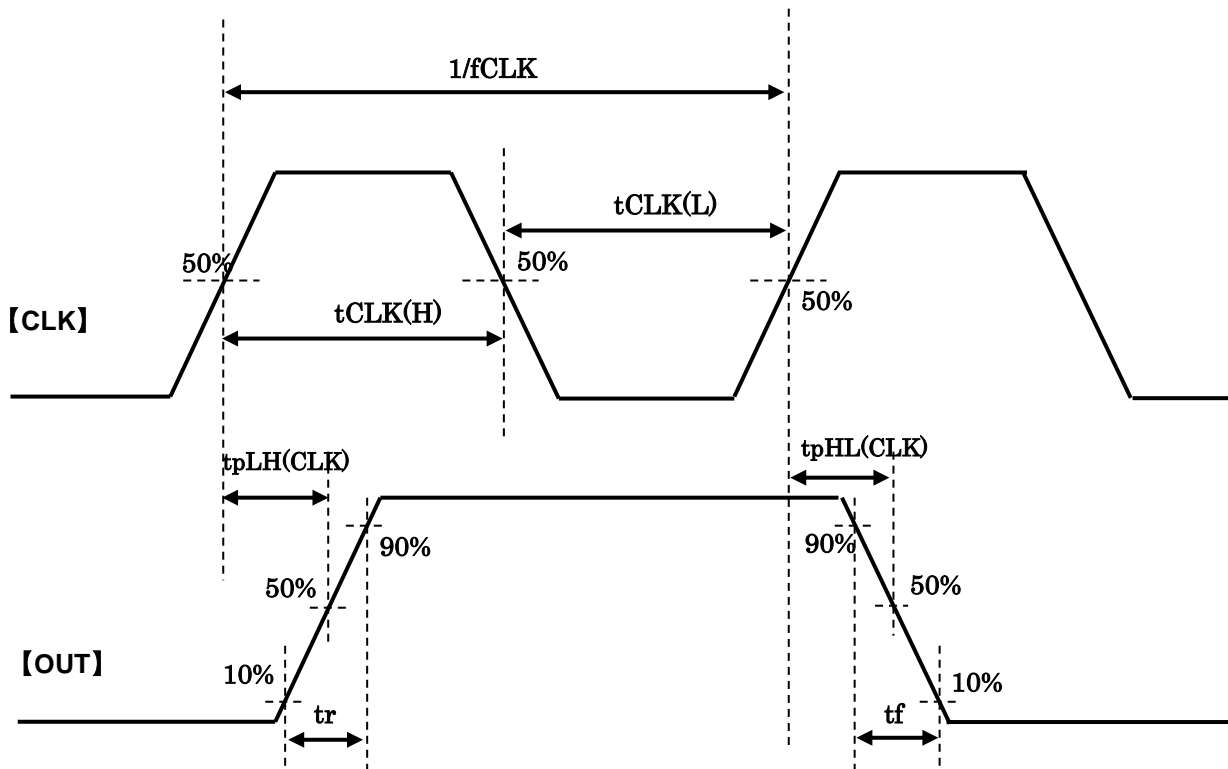 1/fCLK
tCLK(L)
50%
50%
50%
tCLK(H)
【CLK】
tpLH(CLK)
tpHL(CLK)
90%
90%
50%
50%
【OUT】
10%
10%
tr
tf